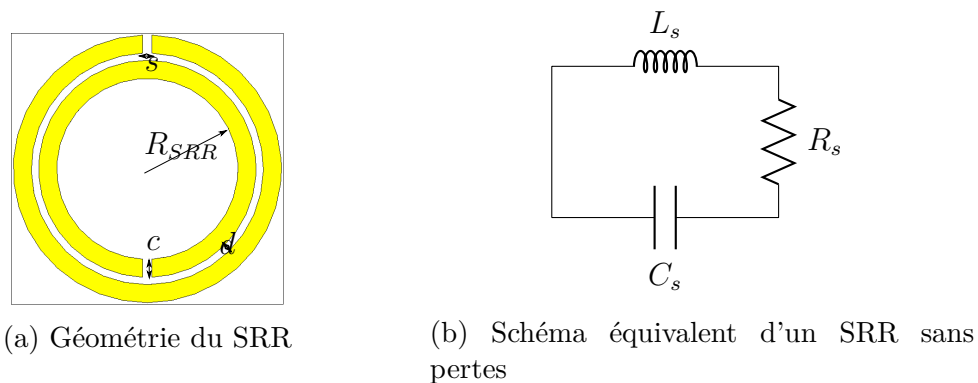 s
R_SRR
c
d
(a) Géométrie du SRR
L_s
R_s
C_s
(b) Schéma équivalent d'un SRR sans
pertes